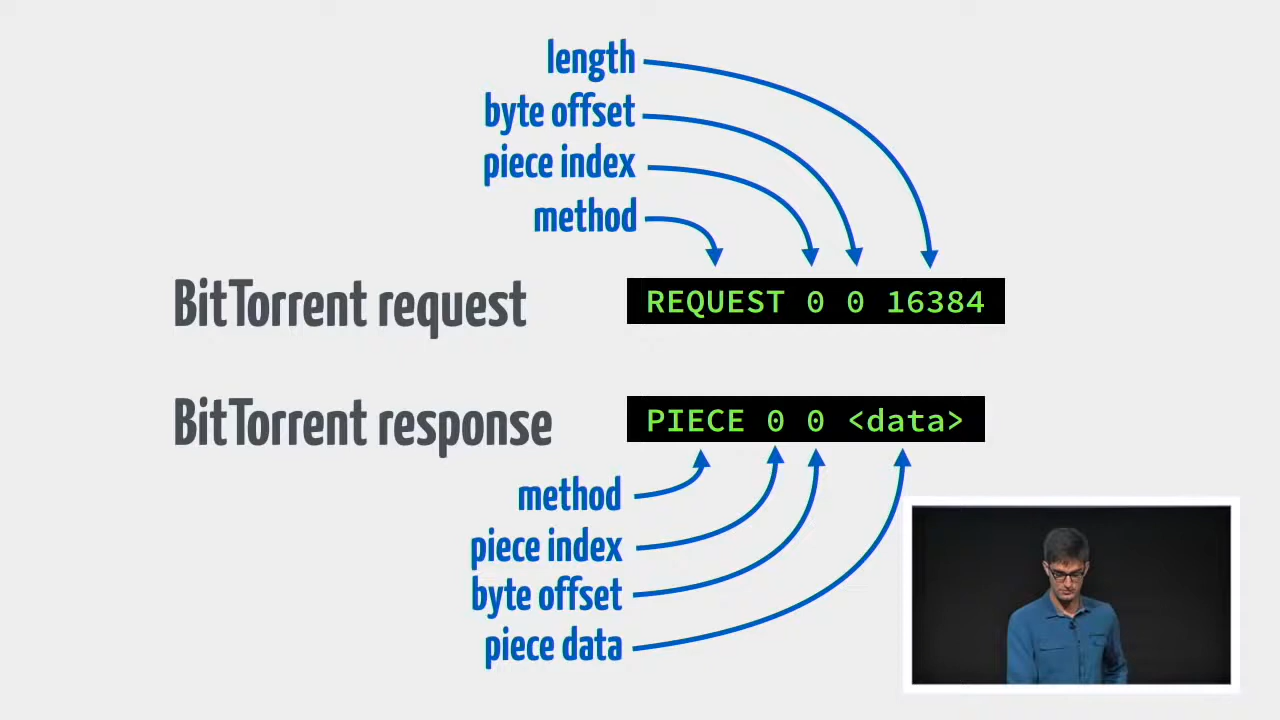 length
byte offset
piece index
method
BitTorrent request
REQUEST 0 0 16384
BitTorrent response
PIECE 0 0 <data>
method
piece index
byte offset
piece data